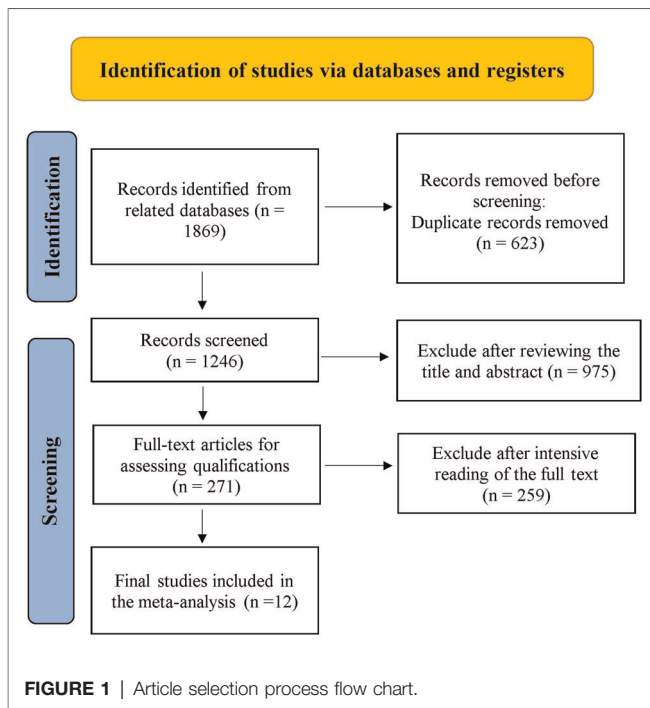 Identification of studies via databases and registers
Identification
Records identified from
related databases (n =
1869)
Records removed before
screening:
Duplicate records removed
(n = 623)
Screening
Records screened
(n = 1246)
Exclude after reviewing the
title and abstract (n = 975)
Full-text articles for
assessing qualifications
(n = 271)
Exclude after intensive
reading of the full text
(n = 259)
Final studies included in
the meta-analysis (n =12)
FIGURE 1 | Article selection process flow chart.